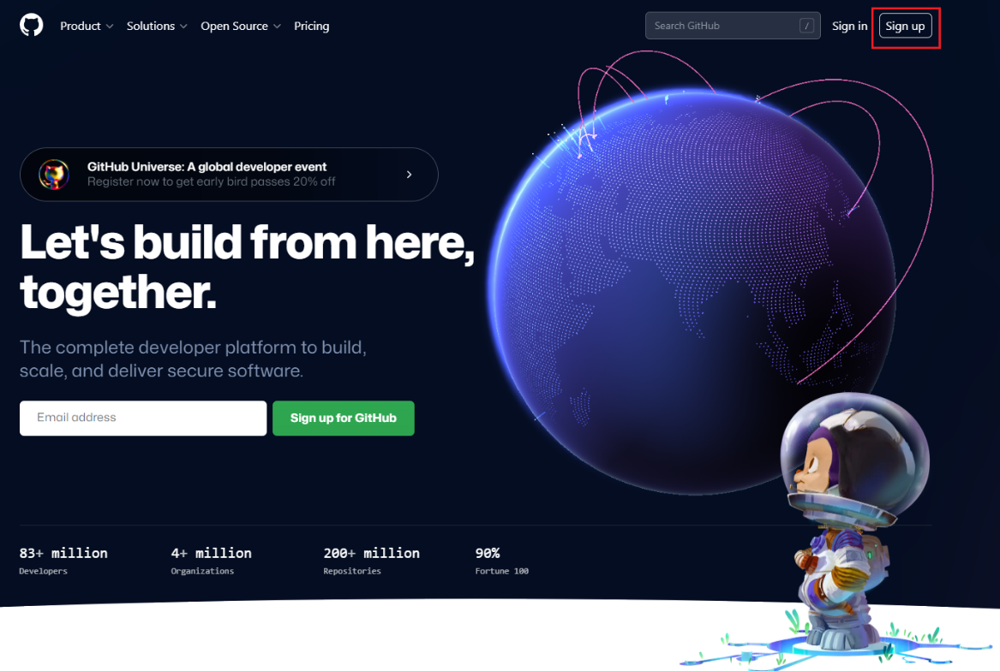 Product
Solutions
Open Source
Pricing
Search GitHub
/
Sign in
Sign up
GitHub Universe: A global developer event
Register now to get early bird passes 20% off
Let's build from here,
together.
The complete developer platform to build,
scale, and deliver secure software.
Email address
Sign up for GitHub
83+ million
Developers
4+ million
Organizations
200+ million
Repositories
90%
Fortune 100